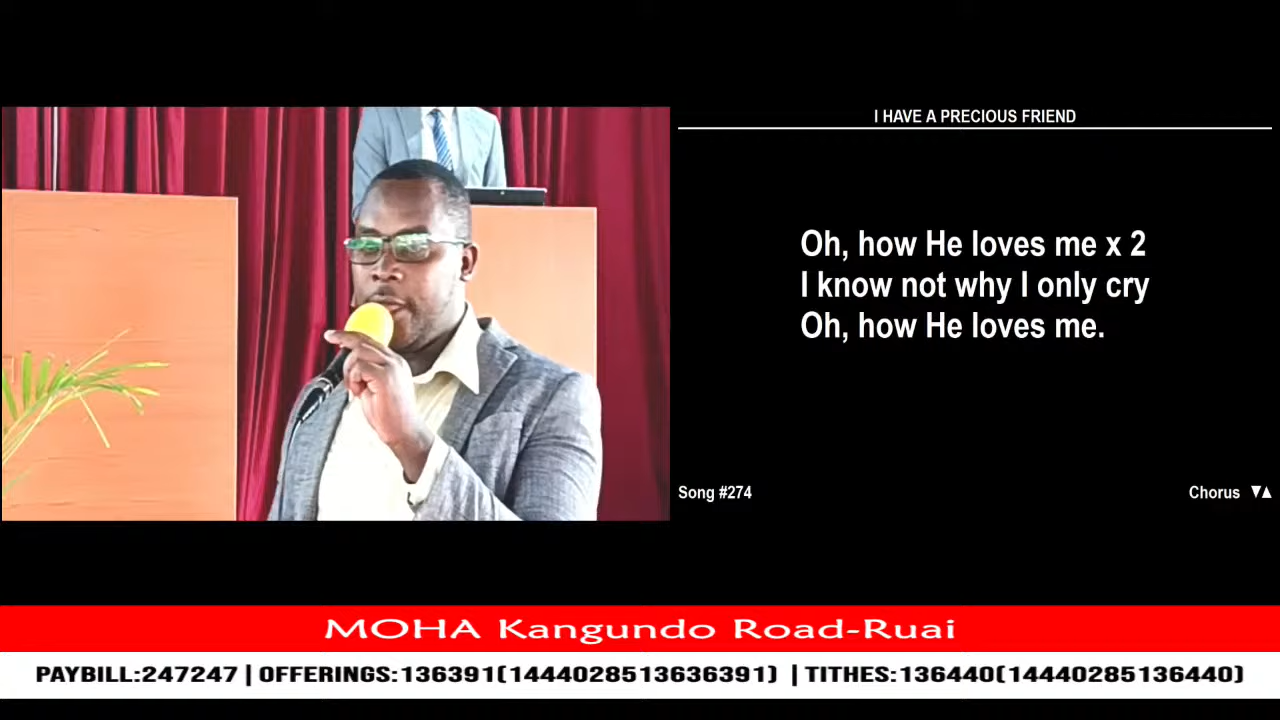 I HAVE A PRECIOUS FRIEND
Oh, how He loves me x 2
I know not why I only cry
Oh, how He loves me.
Song #274
Chorus ▼▲
MOHA Kangundo Road-Ruai
PAYBILL:247247 | OFFERINGS:136391(1444028513636391) | TITHES:136440(14440285136440)